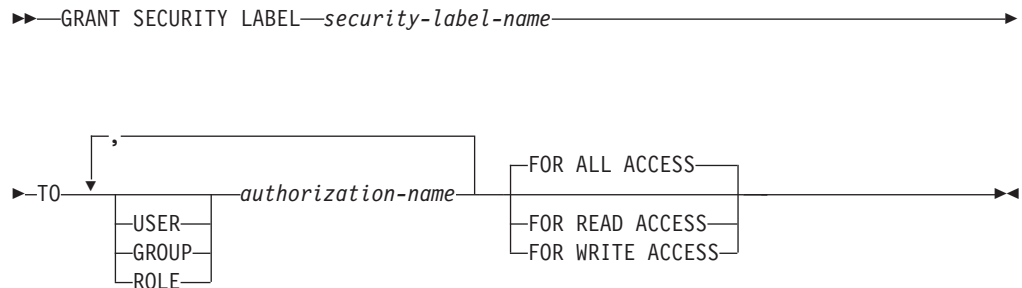 GRANT SECURITY LABEL security-label-name
,
FOR ALL ACCESS
TO authorization-name
USER FOR READ ACCESS
GROUP FOR WRITE ACCESS
ROLE